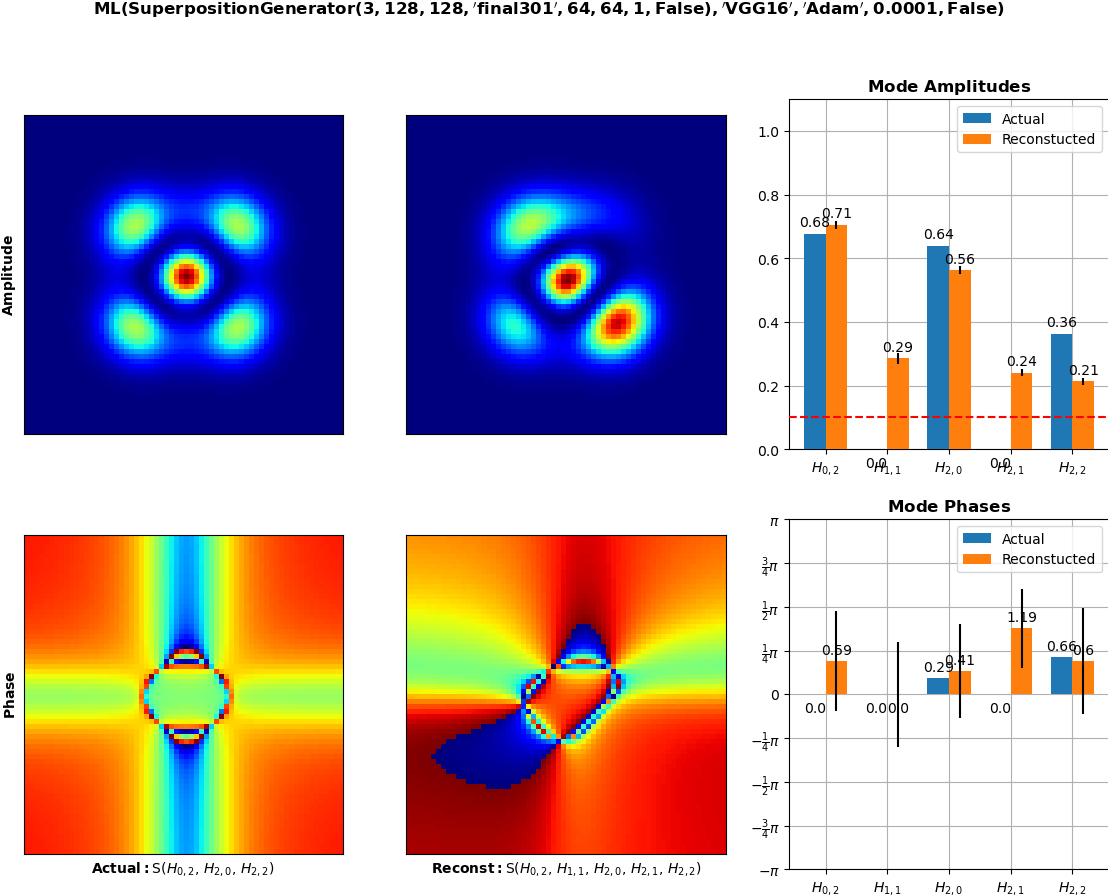 ML(SuperpositionGenerator(3, 128, 128, ′final301′, 64, 64, 1, False), ′VGG16′, ′Adam′, 0.0001, False)
Mode Amplitudes
Amplitude
1.0
0.8
0.6
0.4
0.2
0.0
Actual
Reconstucted
0.68
0.71
0.0
0.29
0.64
0.56
0.0
0.24
0.36
0.21
H0,2
H1,1
H2,0
H2,1
H2,2
Mode Phases
Phase
π
3/4π
1/2π
1/4π
0
−1/4π
−1/2π
−3/4π
−π
Actual
Reconstucted
0.0
0.59
0.0
0.0
0.29
0.41
0.0
1.19
0.66
0.6
H0,2
H1,1
H2,0
H2,1
H2,2
Actual: S(H0,2, H2,0, H2,2)
Reconst: S(H0,2, H1,1, H2,0, H2,1, H2,2)